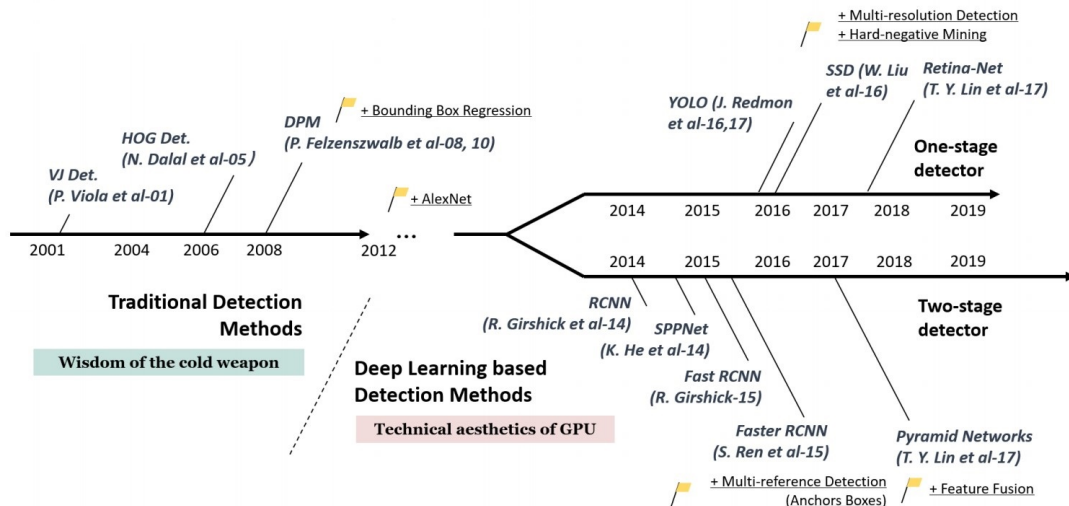 + Multi-resolution Detection
+ Hard-negative Mining
SSD (W. Liu
et al-16)
Retina-Net
(T. Y. Lin et al-17)
YOLO (J. Redmon
et al-16,17)
+ Bounding Box Regression
DPM
(P. Felzenszwalb et al-08, 10)
HOG Det.
(N. Dalal et al-05)
VJ Det.
(P. Viola et al-01)
One-stage
detector
+ AlexNet
...
2014 2015 2016 2017 2018 2019
2001 2004 2006 2008 2012
2014 2015 2016 2017 2018 2019
Traditional Detection
Methods
Wisdom of the cold weapon
Two-stage
detector
RCNN
(R. Girshick et al-14)
SPPNet
(K. He et al-14)
Deep Learning based
Detection Methods
Technical aesthetics of GPU
Fast RCNN
(R. Girshick-15)
Faster RCNN
(S. Ren et al-15)
Pyramid Networks
(T. Y. Lin et al-17)
+ Multi-reference Detection
(Anchors Boxes)
+ Feature Fusion